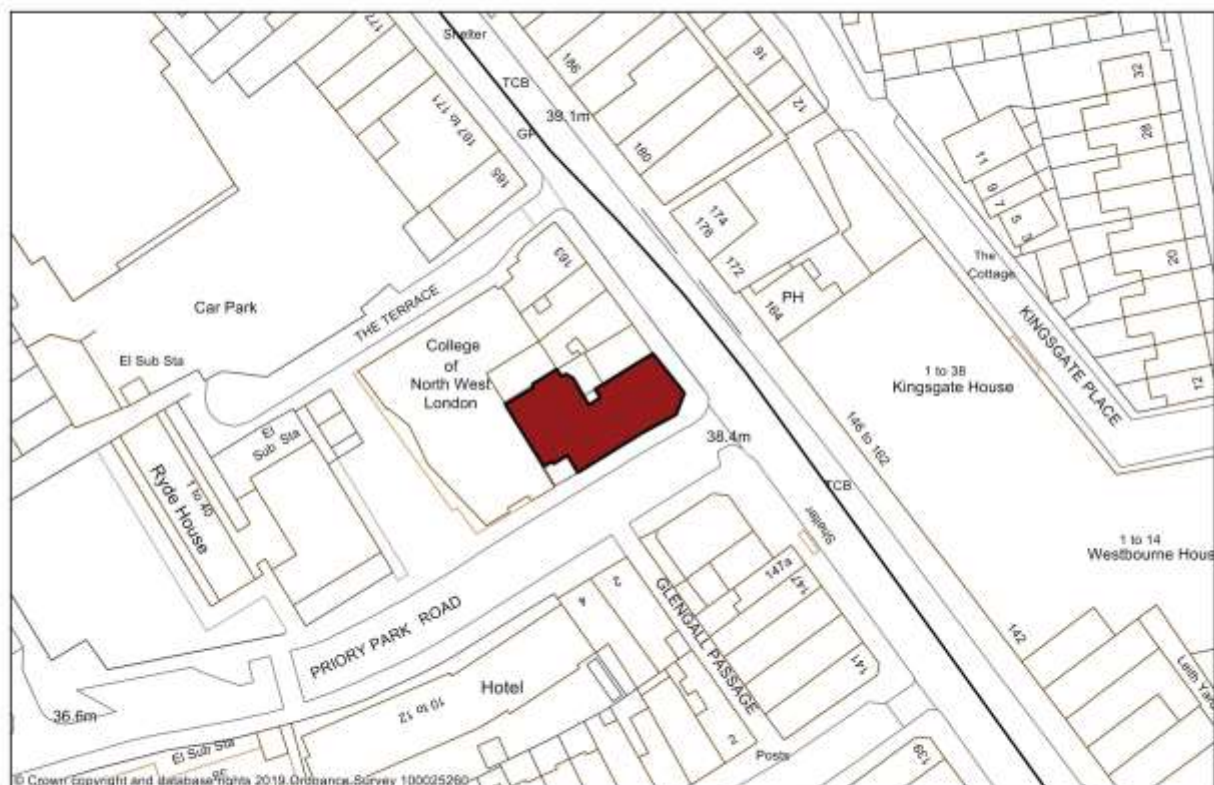 177
Shelter
TCB
186
16
12
32
28
39.1m
GP
167 to 171
180
165
11
9
7
5
3
174
176
20
163
172
The
Cottage
PH
164
Car Park
THE TERRACE
KINGSGATE PLACE
El Sub Sta
College
of
North West
London
1 to 38
Kingsgate House
12
38.4m
146 to 162
El
Sub Sta
TCB
Ryde House
1 to 40
Shelter
1 to 14
Westbourne Hous
147a
147
2
4
GLENGALL PASSAGE
PRIORY PARK ROAD
142
141
Leith Yard
Hotel
36.6m
10 to 12
2
El Sub Sta
Posts
139
38
© Crown copyright and database rights 2019 Ordnance Survey 100025260